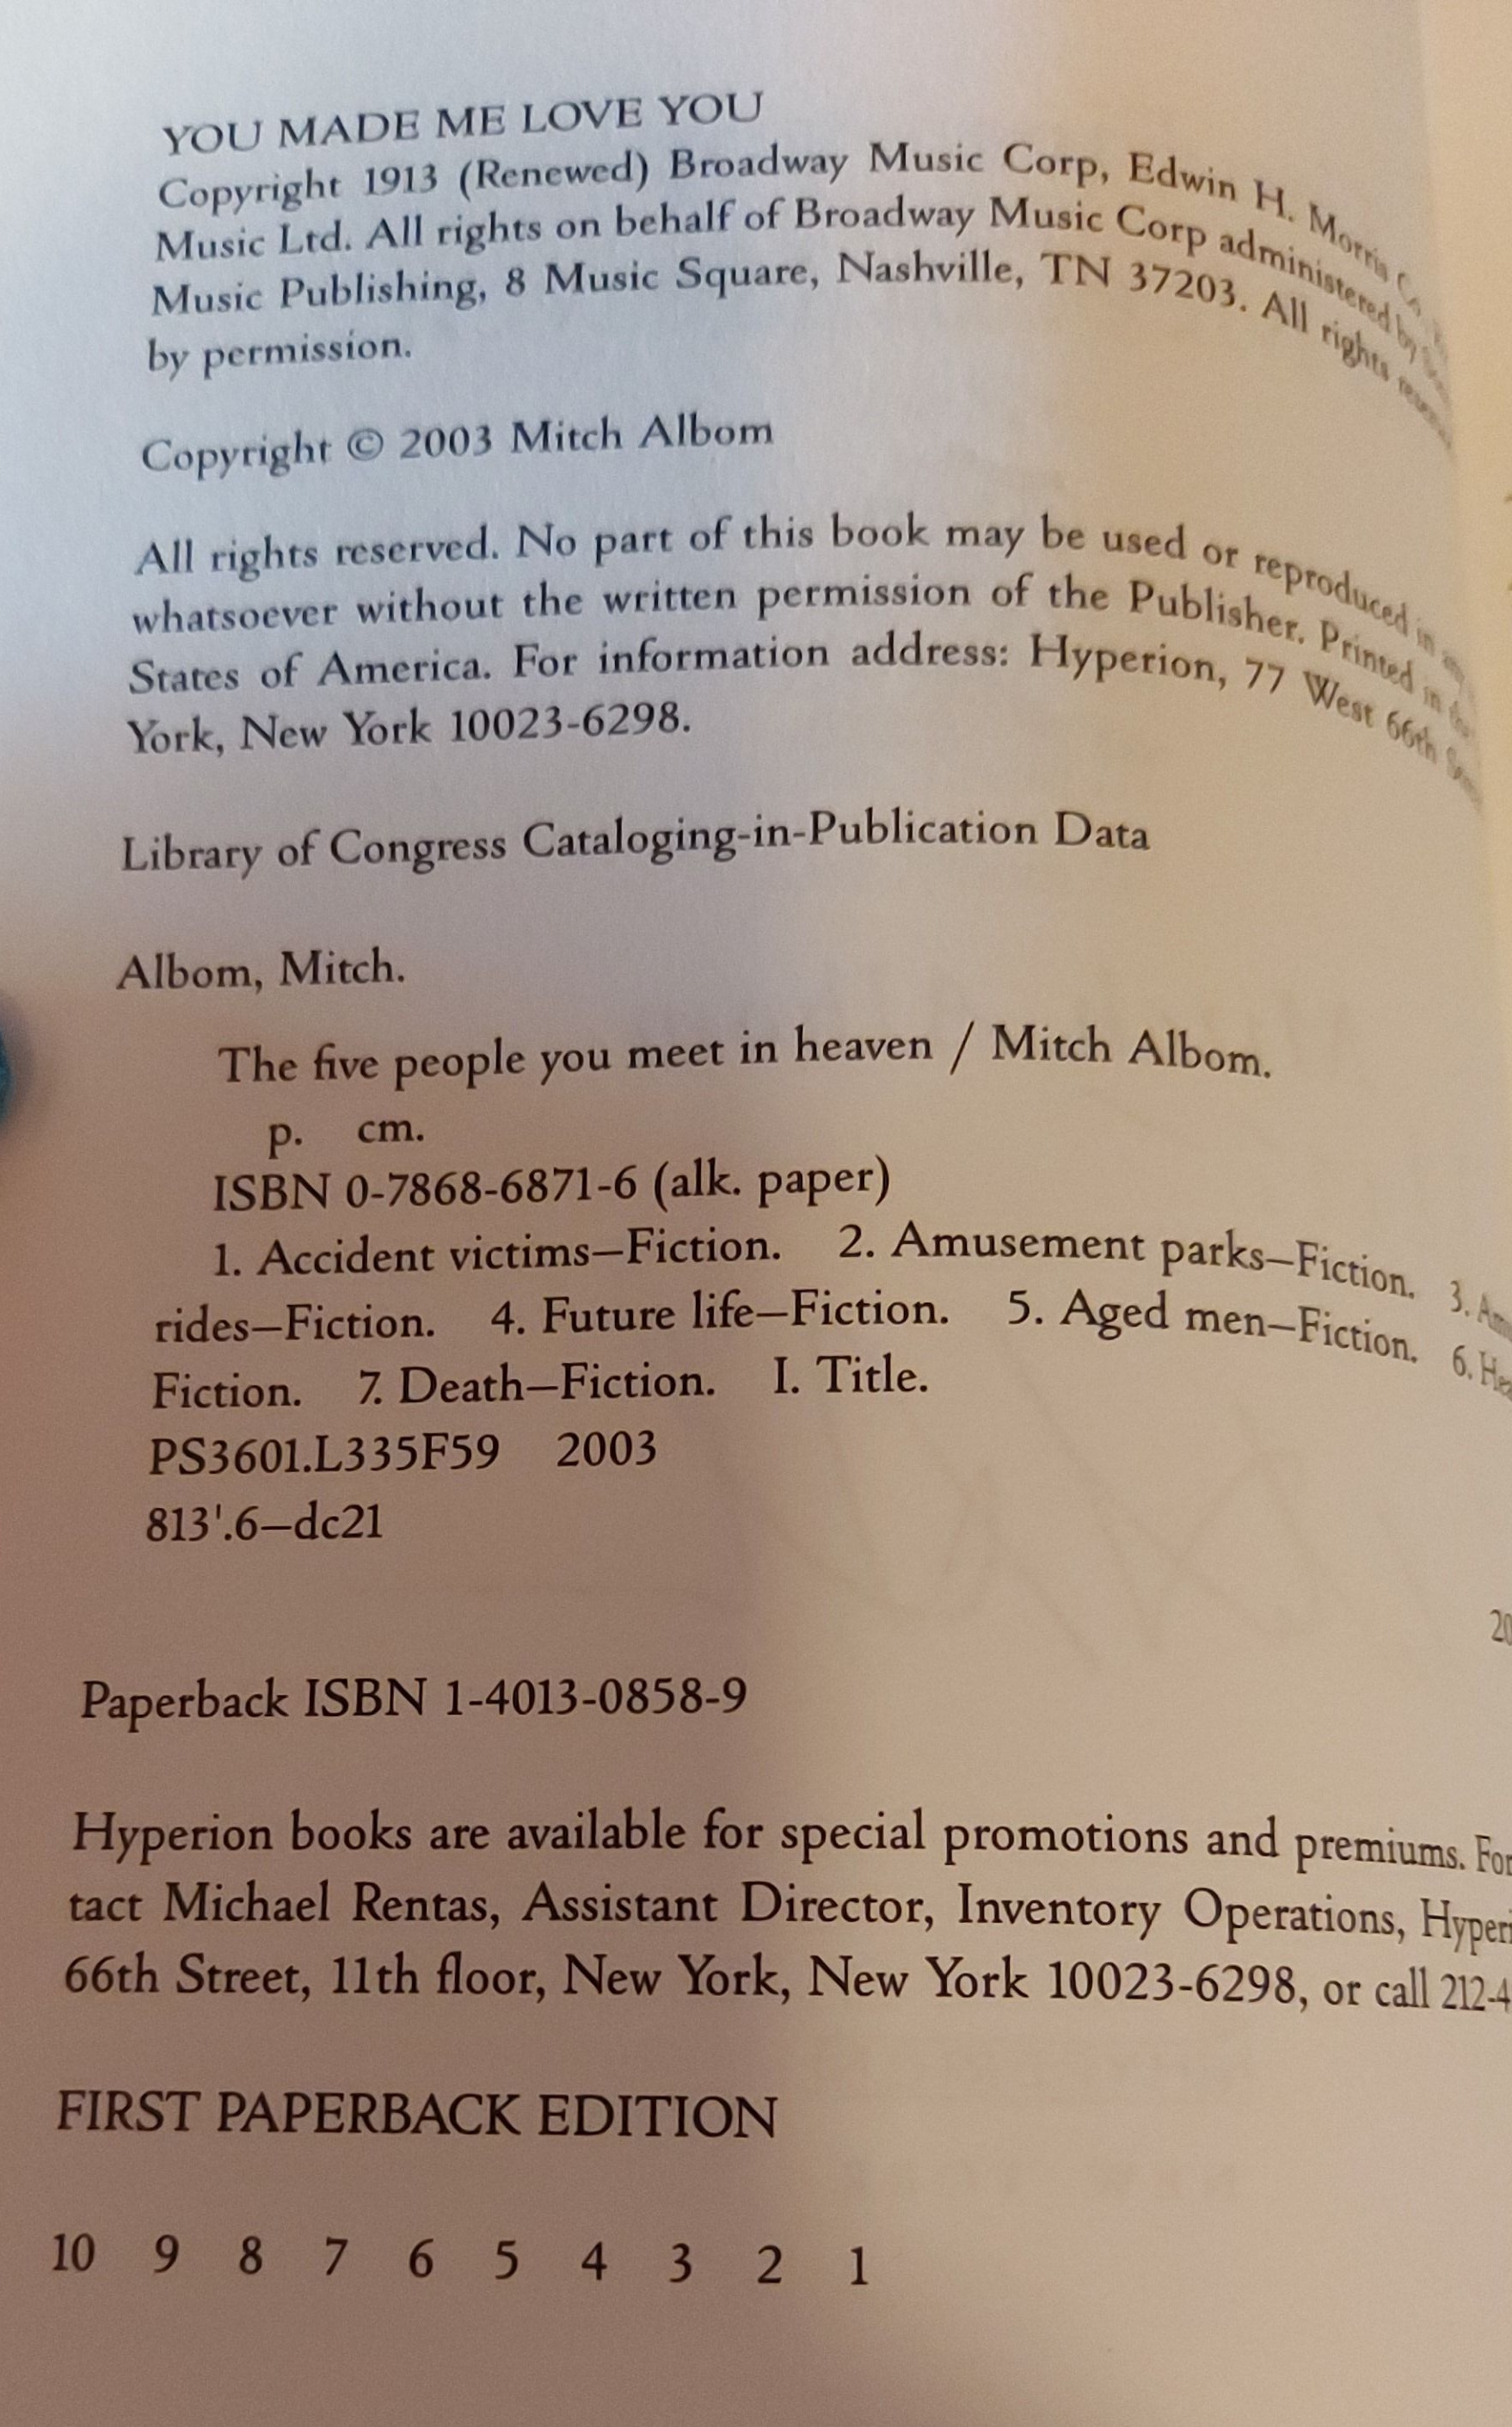 YOU MADE ME LOVE YOU
Copyright 1913 (Renewed) Broadway Music Corp, Edwin H. Morris
Music Ltd. All rights on behalf of Broadway Music Corp administered by
Music Publishing, 8 Music Square, Nashville, TN 37203. All rights
by permission.
Copyright © 2003 Mitch Albom
All rights reserved. No part of this book may be used or reproduced in
whatsoever without the written permission of the Publisher. Printed in the
States of America. For information address: Hyperion, 77 West 66th
York, New York 10023-6298.
Library of Congress Cataloging-in-Publication Data
Albom, Mitch.
The five people you meet in heaven / Mitch Albom.
p. cm.
ISBN 0-7868-6871-6 (alk. paper)
1. Accident victims—Fiction. 2. Amusement parks—Fiction. 3.
rides—Fiction. 4. Future life—Fiction. 5. Aged men—Fiction. 6.
Fiction. 7. Death—Fiction. I. Title.
PS3601.L335F59 2003
813'.6—dc21
Paperback ISBN 1-4013-0858-9
Hyperion books are available for special promotions and premiums. For
tact Michael Rentas, Assistant Director, Inventory Operations, Hyperi
66th Street, 11th floor, New York, New York 10023-6298, or call 212-4
FIRST PAPERBACK EDITION
10 9 8 7 6 5 4 3 2 1